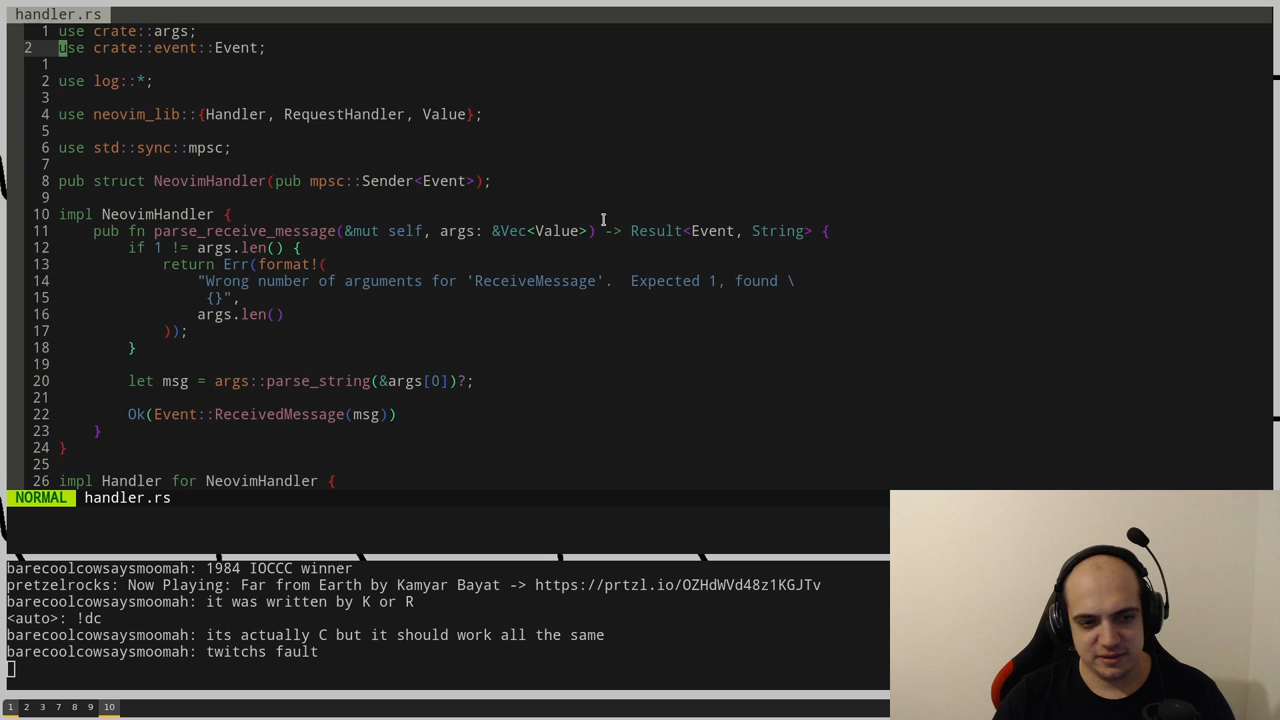 handler.rs
1 use crate::args;
2 use crate::event::Event;
1
2 use log::*;
3
4 use neovim_lib::{Handler, RequestHandler, Value};
5
6 use std::sync::mpsc;
7
8 pub struct NeovimHandler(pub mpsc::Sender<Event>);
9
10 impl NeovimHandler {
11 pub fn parse_receive_message(&mut self, args: &Vec<Value>) -> Result<Event, String> {
12 if 1 != args.len() {
13 return Err(format!(
14 "Wrong number of arguments for 'ReceiveMessage'.  Expected 1, found \
15 {}",
16 args.len()
17 ));
18 }
19
20 let msg = args::parse_string(&args[0])?;
21
22 Ok(Event::ReceivedMessage(msg))
23 }
24 }
25
26 impl Handler for NeovimHandler {
NORMAL handler.rs
barecoolcowsaysmoomah: 1984 IOCCC winner
pretzelrocks: Now Playing: Far from Earth by Kamyar Bayat -> https://prtzl.io/OZHdWVd48z1KGJTv
barecoolcowsaysmoomah: it was written by K or R
<auto>: !dc
barecoolcowsaysmoomah: its actually C but it should work all the same
barecoolcowsaysmoomah: twitchs fault
1 2 3 7 8 9 10